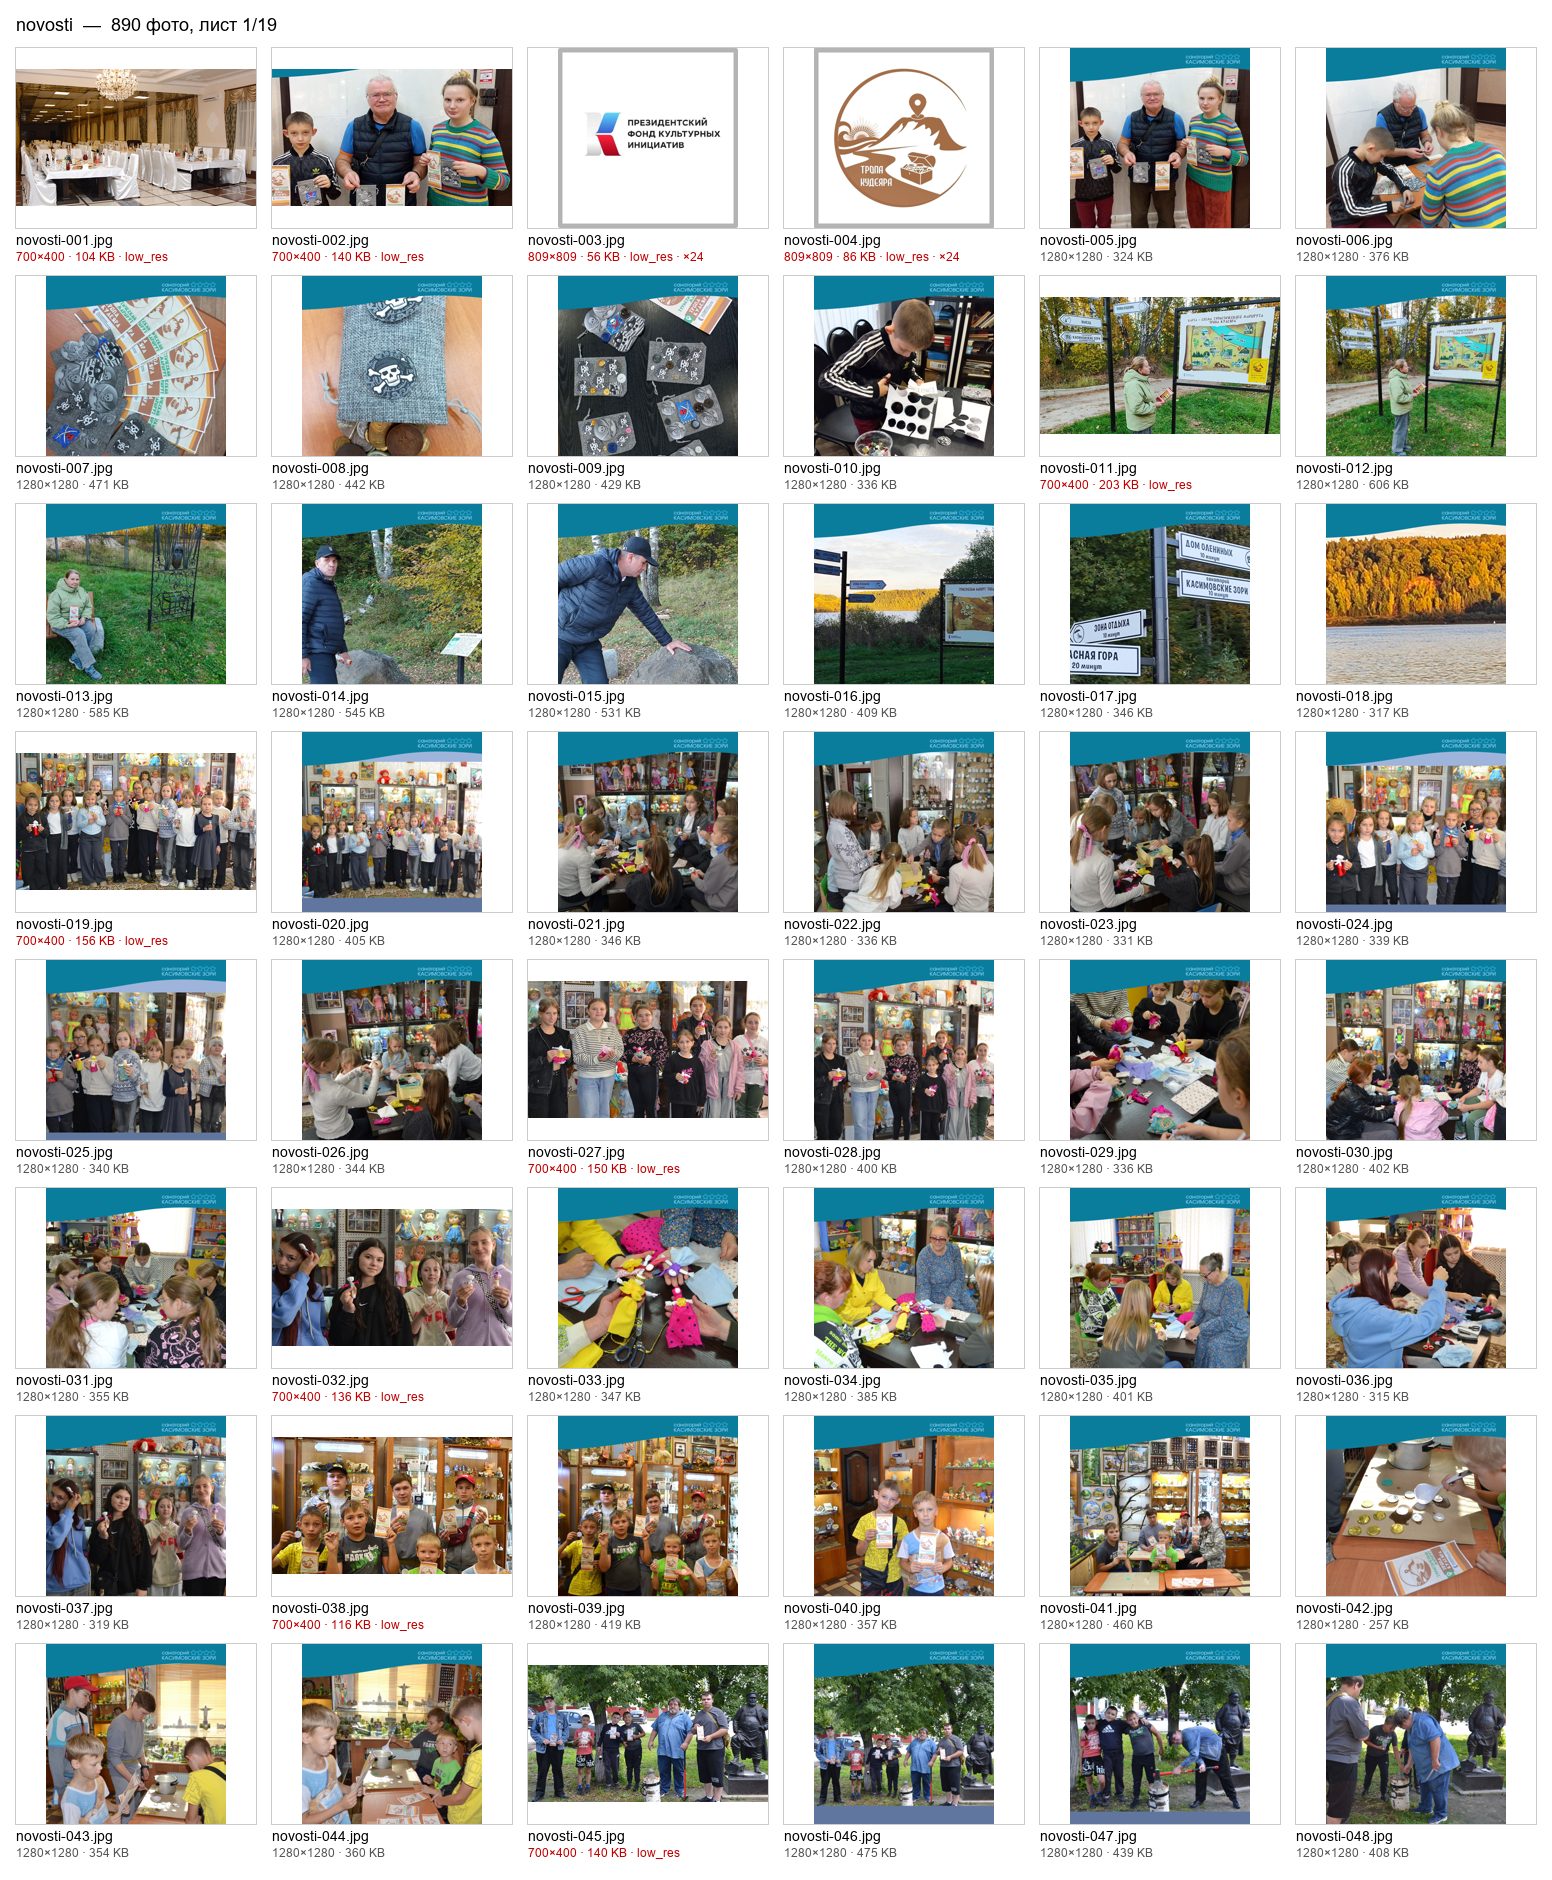 novosti — 890 фото, лист 1/19
ПРЕЗИДЕНТСКИЙ
ФОНД КУЛЬТУРНЫХ
ИНИЦИАТИВ
ТРОПА
КУДЕЯРА
novosti-001.jpg
700×400 · 104 KB · low_res
novosti-002.jpg
700×400 · 140 KB · low_res
novosti-003.jpg
809×809 · 56 KB · low_res · ×24
novosti-004.jpg
809×809 · 86 KB · low_res · ×24
novosti-005.jpg
1280×1280 · 324 KB
novosti-006.jpg
1280×1280 · 376 KB
novosti-007.jpg
1280×1280 · 471 KB
novosti-008.jpg
1280×1280 · 442 KB
novosti-009.jpg
1280×1280 · 429 KB
novosti-010.jpg
1280×1280 · 336 KB
novosti-011.jpg
700×400 · 203 KB · low_res
novosti-012.jpg
1280×1280 · 606 KB
санаторий
КАСИМОВСКИЕ ЗОРИ
ДОМ ОЛЕНИНЫХ
10 минут
санаторий
КАСИМОВСКИЕ ЗОРИ
10 минут
ЗОНА ОТДЫХА
10 минут
АСНАЯ ГОРА
20 минут
novosti-013.jpg
1280×1280 · 585 KB
novosti-014.jpg
1280×1280 · 545 KB
novosti-015.jpg
1280×1280 · 531 KB
novosti-016.jpg
1280×1280 · 409 KB
novosti-017.jpg
1280×1280 · 346 KB
novosti-018.jpg
1280×1280 · 317 KB
novosti-019.jpg
700×400 · 156 KB · low_res
novosti-020.jpg
1280×1280 · 405 KB
novosti-021.jpg
1280×1280 · 346 KB
novosti-022.jpg
1280×1280 · 336 KB
novosti-023.jpg
1280×1280 · 331 KB
novosti-024.jpg
1280×1280 · 339 KB
novosti-025.jpg
1280×1280 · 340 KB
novosti-026.jpg
1280×1280 · 344 KB
novosti-027.jpg
700×400 · 150 KB · low_res
novosti-028.jpg
1280×1280 · 400 KB
novosti-029.jpg
1280×1280 · 336 KB
novosti-030.jpg
1280×1280 · 402 KB
novosti-031.jpg
1280×1280 · 355 KB
novosti-032.jpg
700×400 · 136 KB · low_res
novosti-033.jpg
1280×1280 · 347 KB
novosti-034.jpg
1280×1280 · 385 KB
novosti-035.jpg
1280×1280 · 401 KB
novosti-036.jpg
1280×1280 · 315 KB
novosti-037.jpg
1280×1280 · 319 KB
novosti-038.jpg
700×400 · 116 KB · low_res
novosti-039.jpg
1280×1280 · 419 KB
novosti-040.jpg
1280×1280 · 357 KB
novosti-041.jpg
1280×1280 · 460 KB
novosti-042.jpg
1280×1280 · 257 KB
novosti-043.jpg
1280×1280 · 354 KB
novosti-044.jpg
1280×1280 · 360 KB
novosti-045.jpg
700×400 · 140 KB · low_res
novosti-046.jpg
1280×1280 · 475 KB
novosti-047.jpg
1280×1280 · 439 KB
novosti-048.jpg
1280×1280 · 408 KB